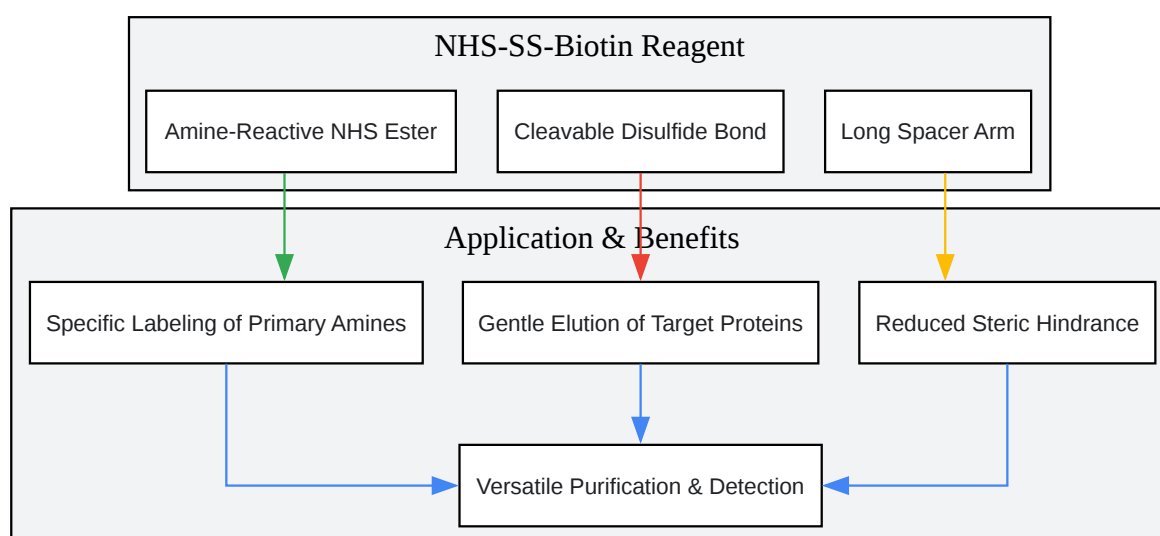 NHS-SS-Biotin Reagent
Amine-Reactive NHS Ester
Cleavable Disulfide Bond
Long Spacer Arm
Application & Benefits
Specific Labeling of Primary Amines
Gentle Elution of Target Proteins
Reduced Steric Hindrance
Versatile Purification & Detection